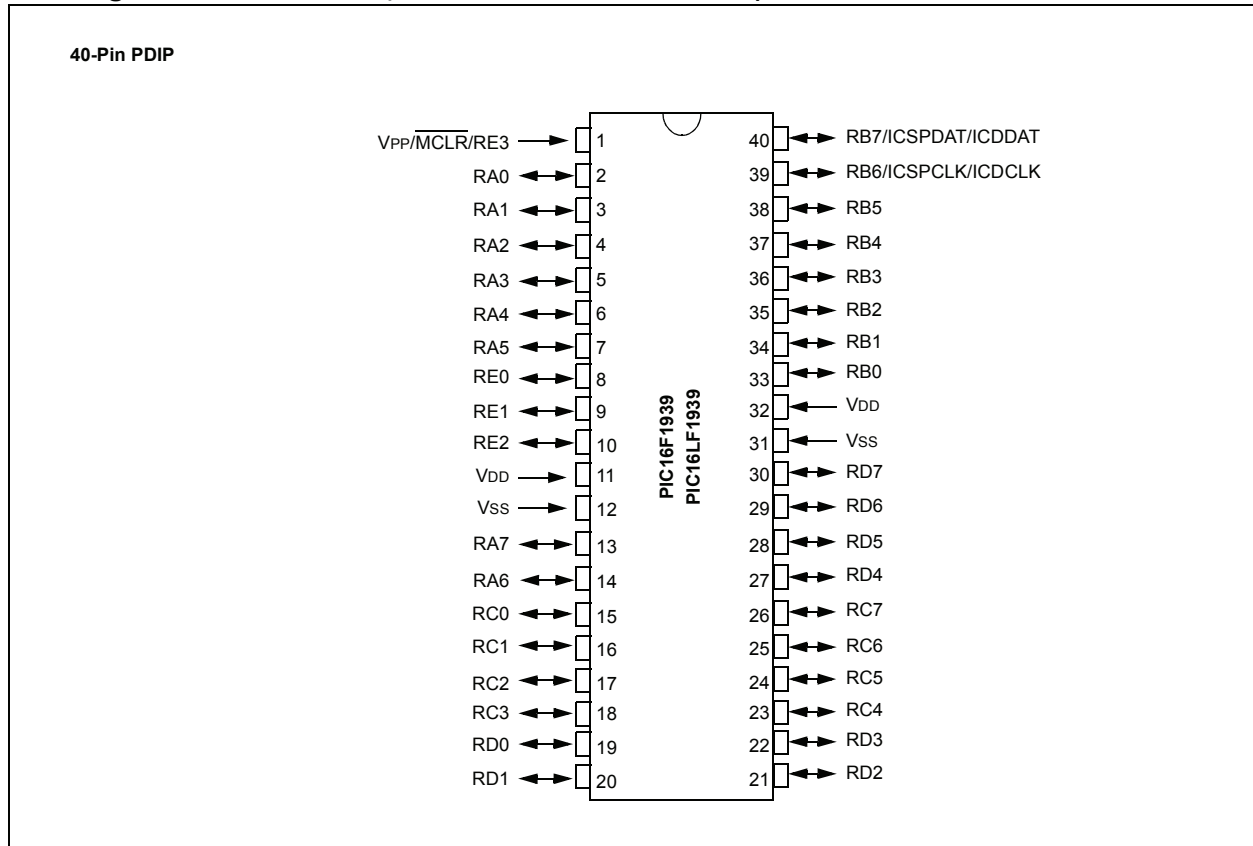 40-Pin PDIP
VPP/MCLR/RE3 1 40 RB7/ICSPDAT/ICDDAT
RA0 2 39 RB6/ICSPCLK/ICDCLK
RA1 3 38 RB5
RA2 4 37 RB4
RA3 5 36 RB3
RA4 6 35 RB2
RA5 7 34 RB1
RE0 8 33 RB0
RE1 9 32 VDD
RE2 10 31 VSS
VDD 11 30 RD7
VSS 12 29 RD6
RA7 13 28 RD5
RA6 14 27 RD4
RC0 15 26 RC7
RC1 16 25 RC6
RC2 17 24 RC5
RC3 18 23 RC4
RD0 19 22 RD3
RD1 20 21 RD2
PIC16F1939
PIC16LF1939